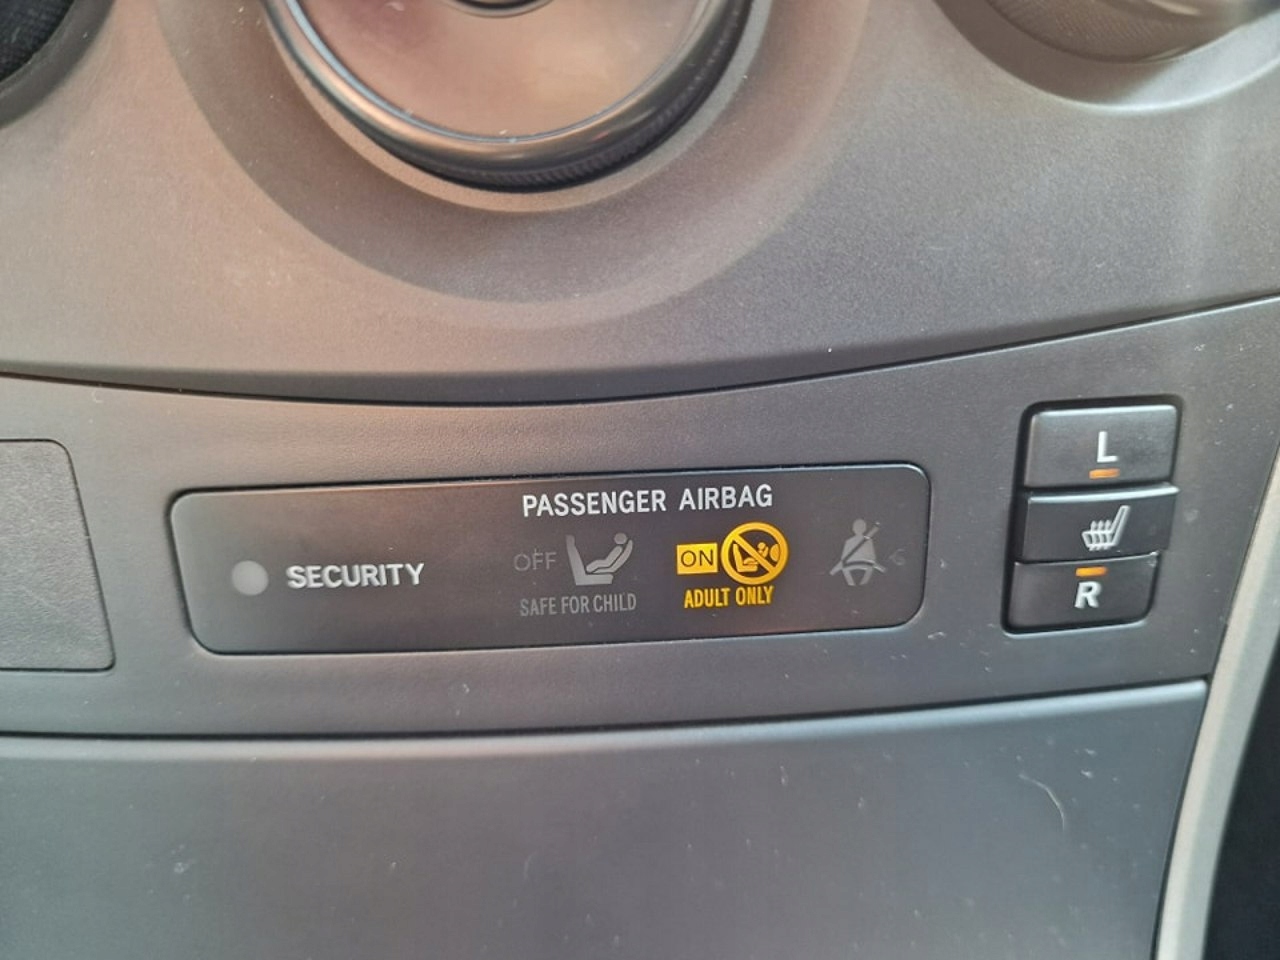 PASSENGER AIRBAG
SECURITY
OFF
SAFE FOR CHILD
ON
ADULT ONLY
L
R